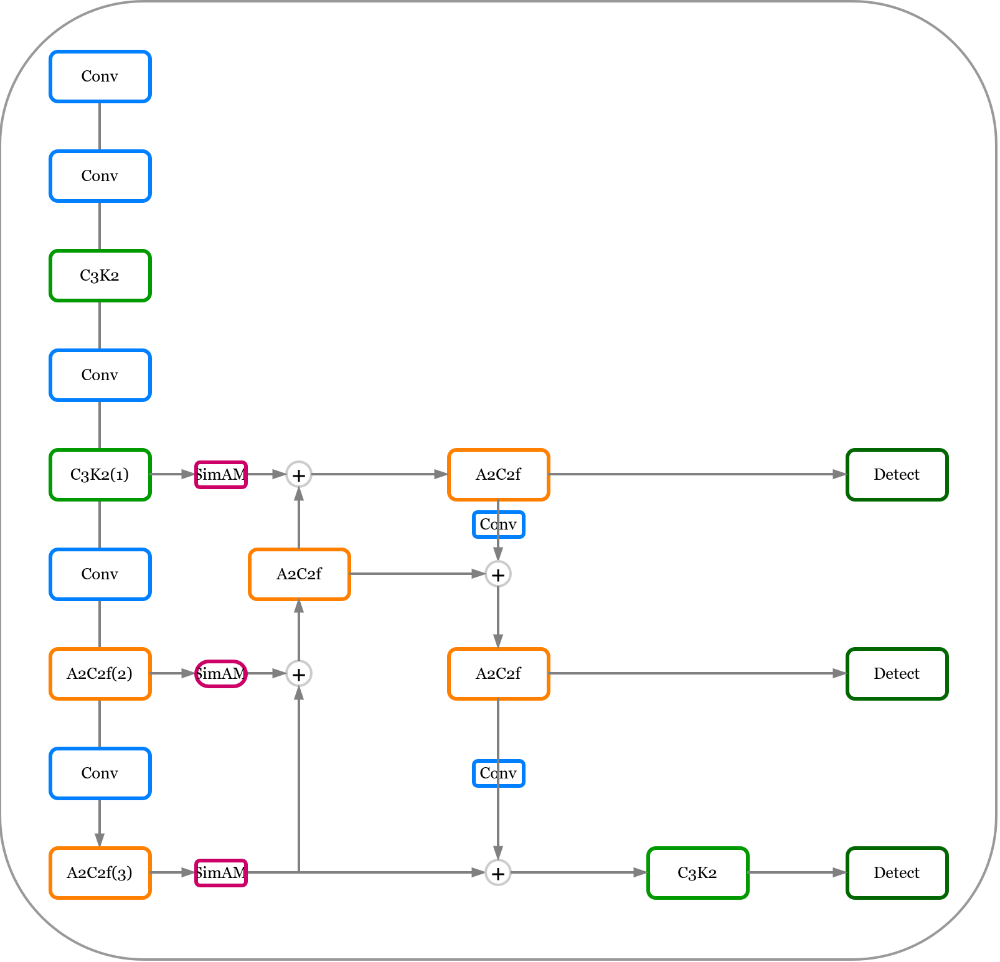 Conv
Conv
C3K2
Conv
C3K2(1)
SimAM
+
A2C2f
Detect
Conv
Conv
A2C2f
+
A2C2f(2)
SimAM
+
A2C2f
Detect
Conv
Conv
A2C2f(3)
SimAM
+
C3K2
Detect